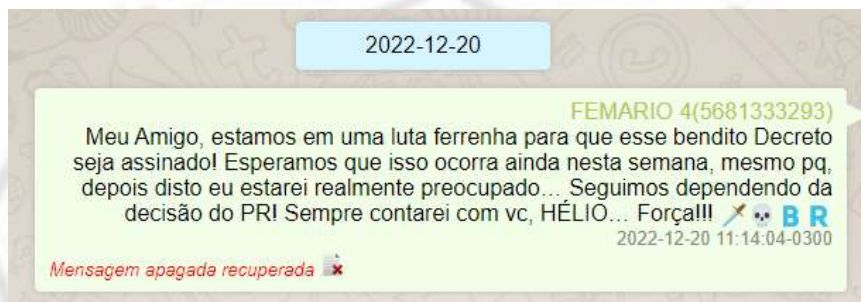 2022-12-20
FEMARIO 4(5681333293)
Meu Amigo, estamos em uma luta ferrenha para que esse bendito Decreto
seja assinado! Esperamos que isso ocorra ainda nesta semana, mesmo pq,
depois disto eu estarei realmente preocupado… Seguimos dependendo da
decisão do PR! Sempre contarei com vc, HÉLIO… Força!!! 🗡️ 💀 B R
2022-12-20 11:14:04-0300
Mensagem apagada recuperada